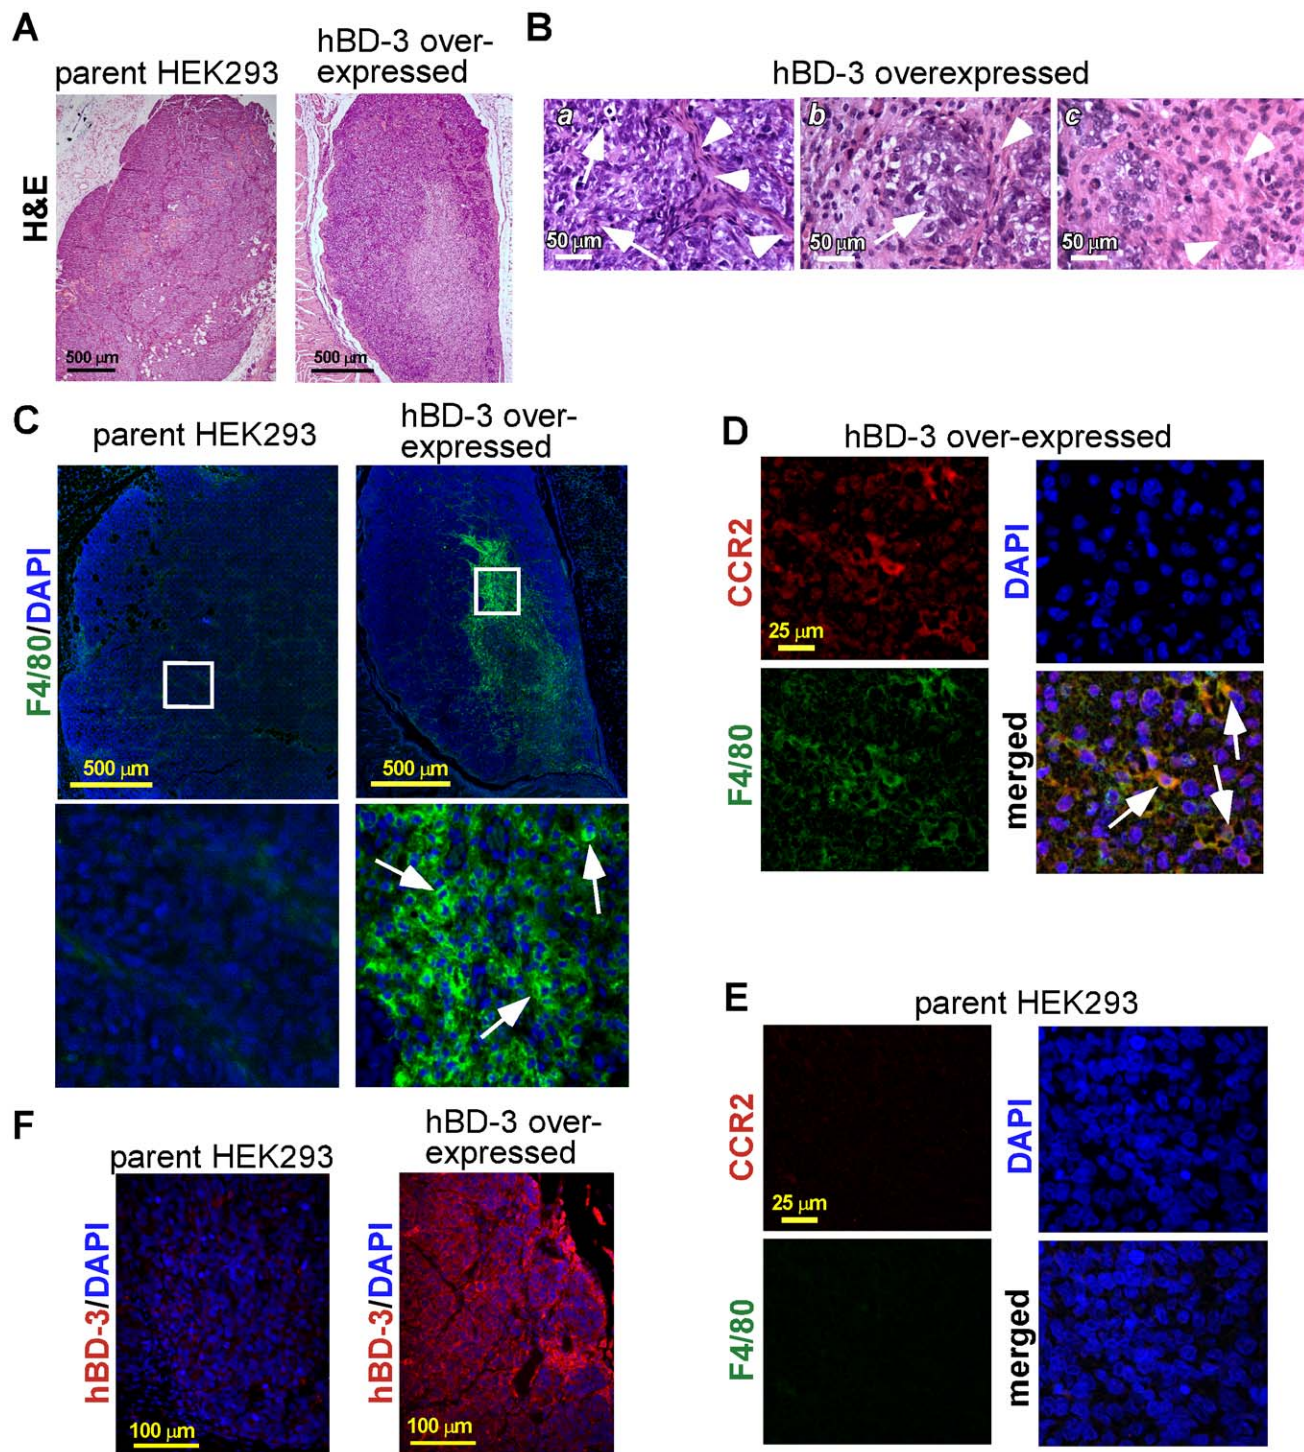 A
parent HEK293
hBD-3 over-
expressed
H&E
500 μm
500 μm
B
hBD-3 overexpressed
a
50 μm
b
50 μm
c
50 μm
C
parent HEK293
hBD-3 over-
expressed
F4/80/DAPI
500 μm
500 μm
D
hBD-3 over-expressed
CCR2
25 μm
DAPI
F4/80
merged
E
parent HEK293
CCR2
25 μm
DAPI
F4/80
merged
F
parent HEK293
hBD-3 over-
expressed
hBD-3/DAPI
100 μm
hBD-3/DAPI
100 μm